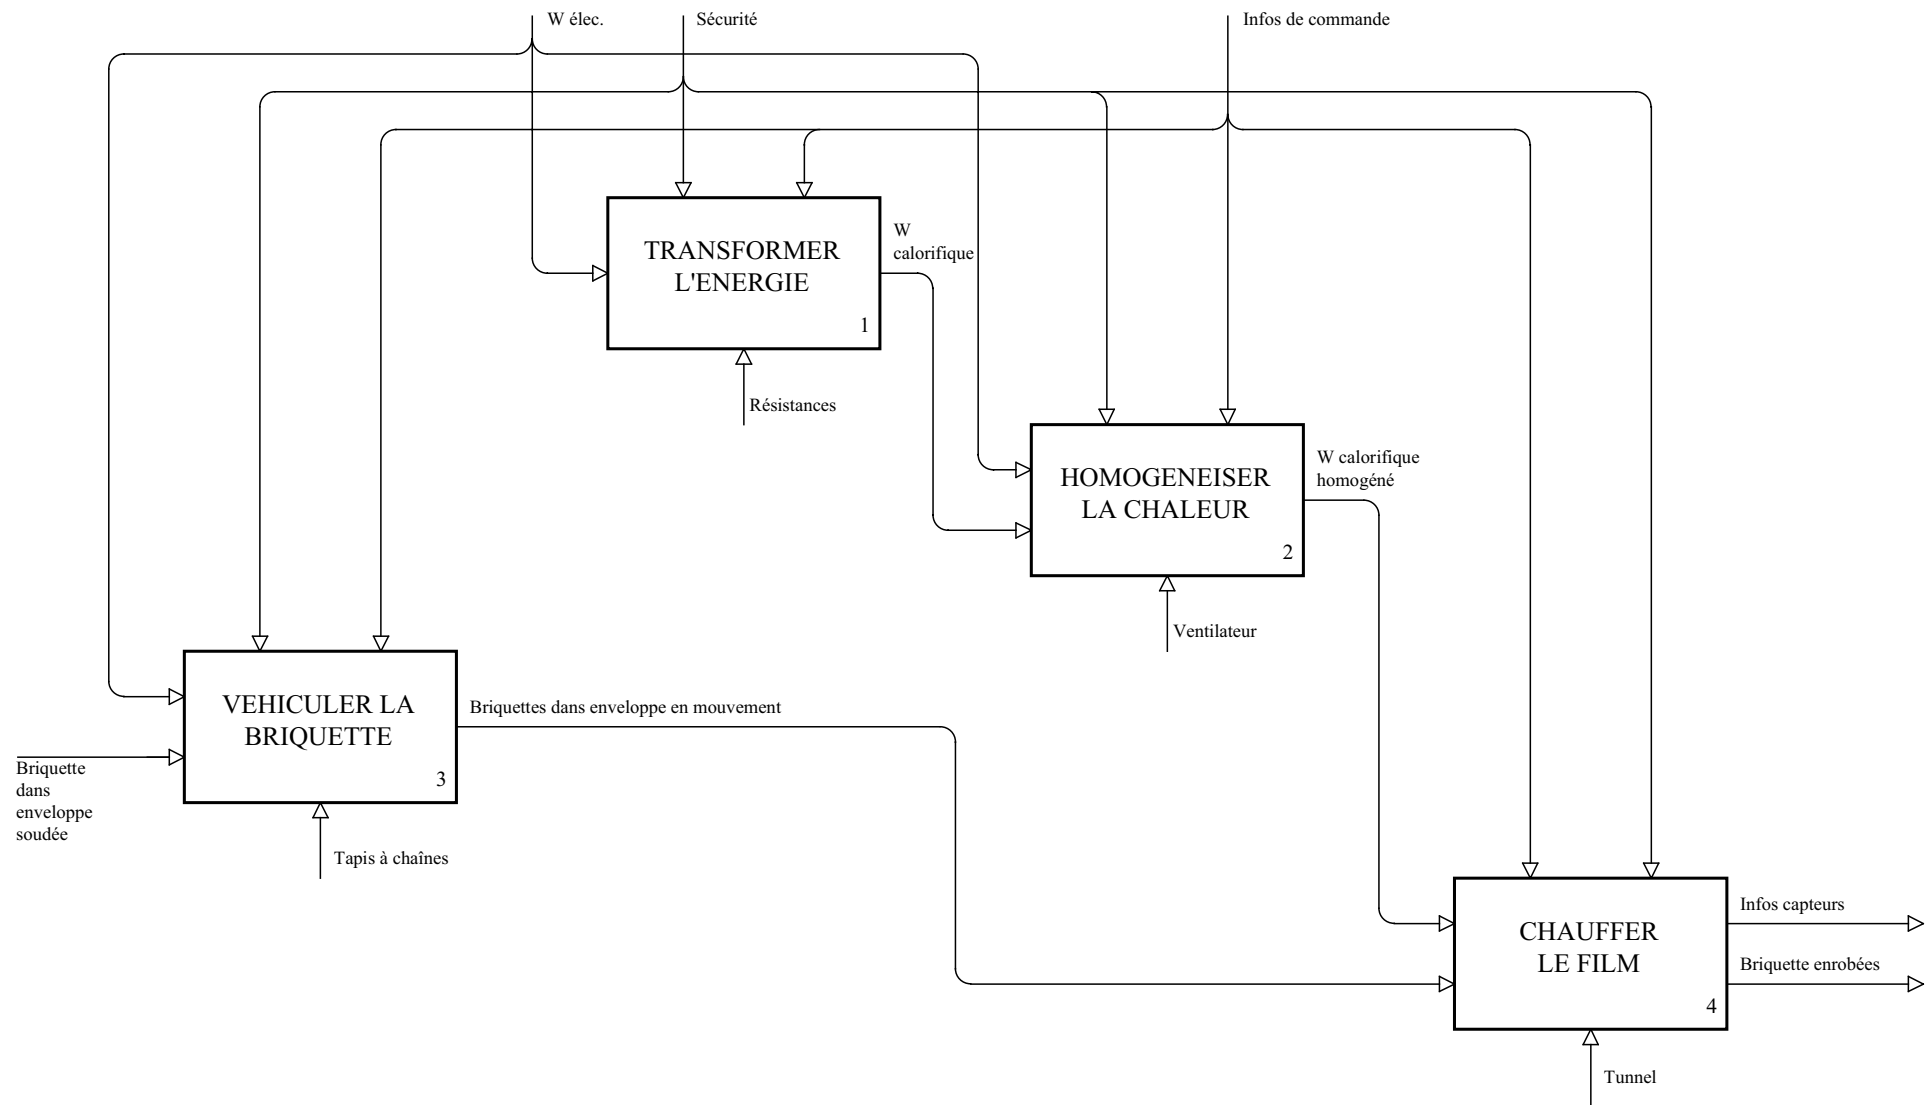 W élec.
Sécurité
Infos de commande
TRANSFORMER
L'ENERGIE
1
W
calorifique
Résistances
HOMOGENEISER
LA CHALEUR
2
W calorifique
homogéné
Ventilateur
VEHICULER LA
BRIQUETTE
3
Briquettes dans enveloppe en mouvement
Briquette
dans
enveloppe
soudée
Tapis à chaînes
CHAUFFER
LE FILM
4
Infos capteurs
Briquette enrobées
Tunnel